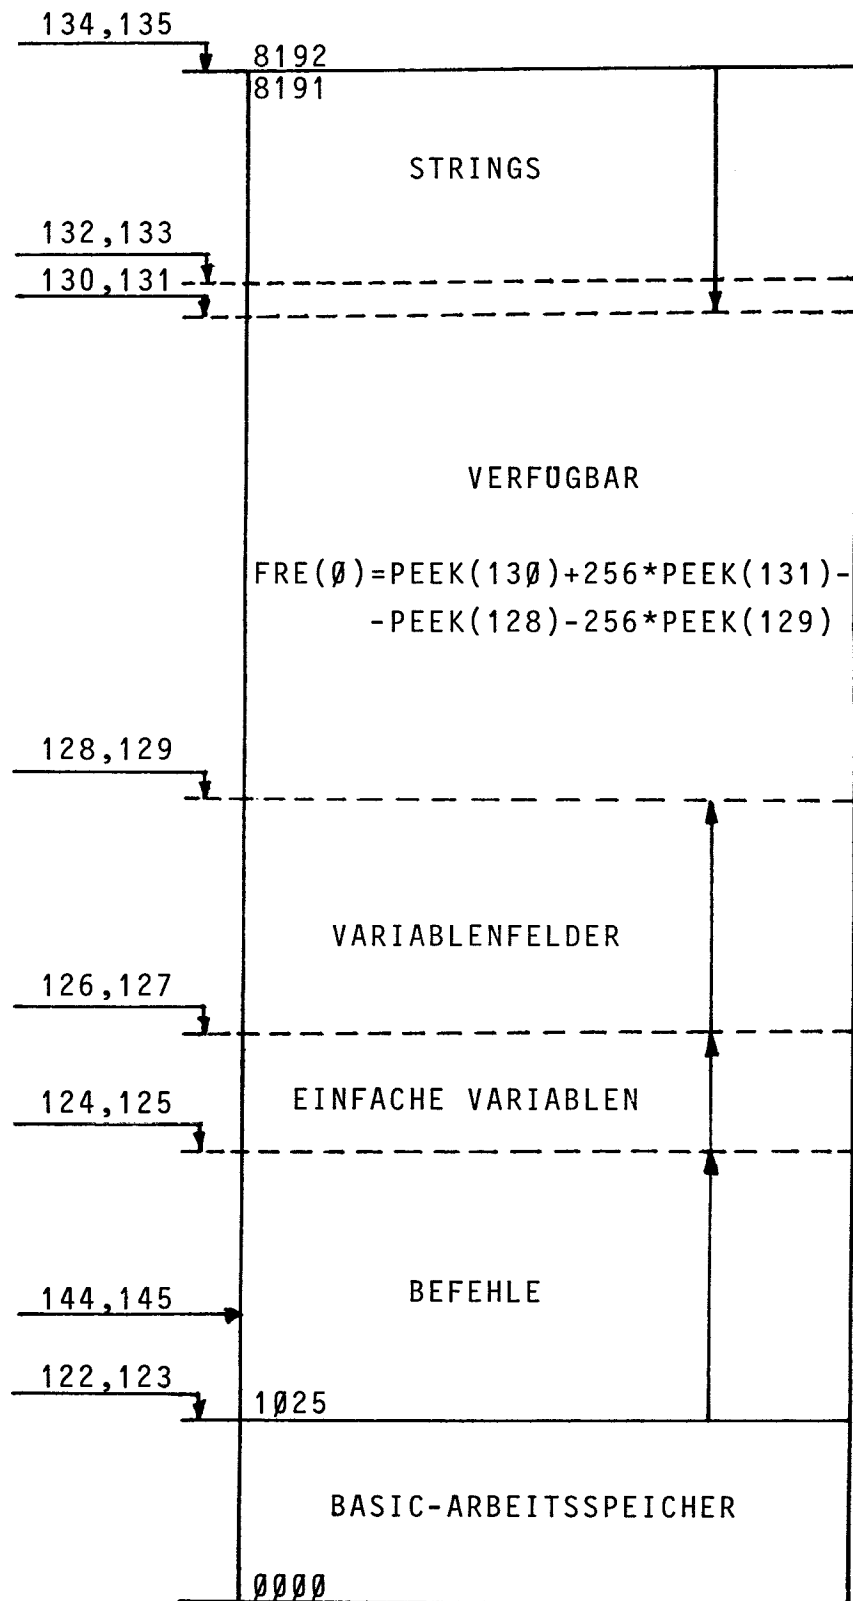 134,135
8192
8191
STRINGS
132,133
130,131
VERFÜGBAR
FRE(Ø)=PEEK(13Ø)+256*PEEK(131)-
-PEEK(128)-256*PEEK(129)
128,129
VARIABLENFELDER
126,127
EINFACHE VARIABLEN
124,125
BEFEHLE
144,145
122,123
1Ø25
BASIC-ARBEITSSPEICHER
ØØØØ